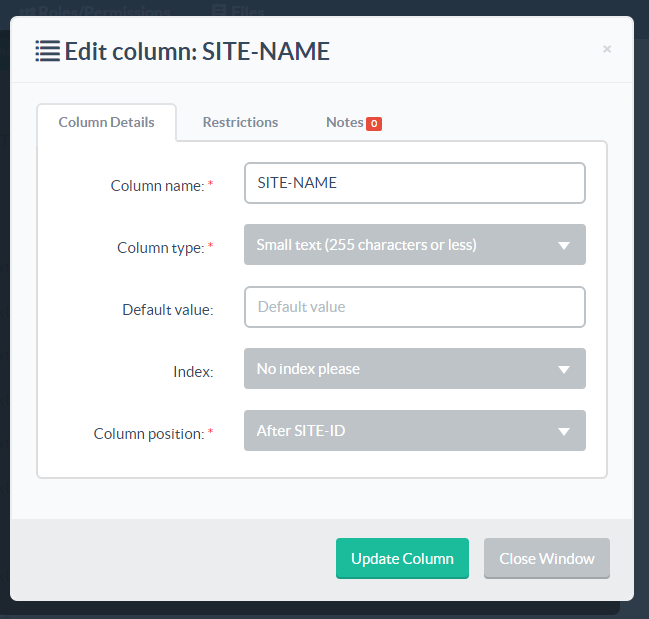 Roles/Permissions Files
Edit column: SITE-NAME
×
Column Details Restrictions Notes 0
Column name: * SITE-NAME
Column type: * Small text (255 characters or less)
Default value: Default value
Index: No index please
Column position: * After SITE-ID
Update Column Close Window